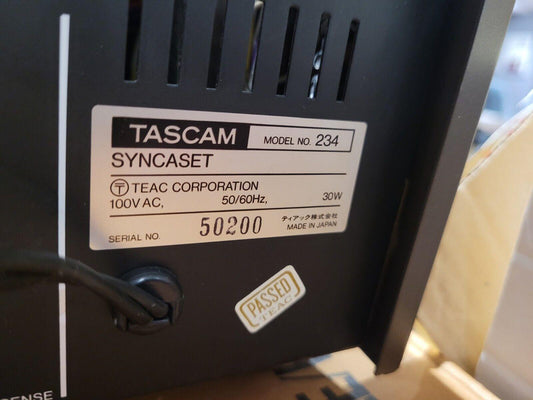 TASCAM MODEL NO. 234
SYNCASET
〒 TEAC CORPORATION
100V AC, 50/60Hz, 30W
ティアック株式会社
SERIAL NO. 50200 MADE IN JAPAN
PASSED
TEAC
ENSE